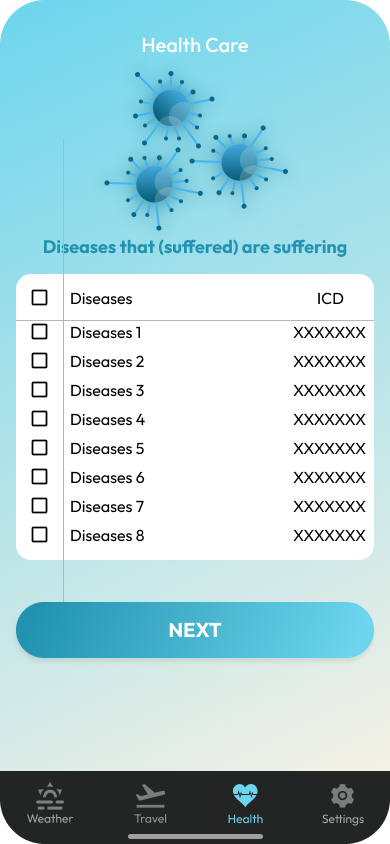 Health Care
Diseases that (suffered) are suffering
Diseases ICD
Diseases 1 XXXXXXX
Diseases 2 XXXXXXX
Diseases 3 XXXXXXX
Diseases 4 XXXXXXX
Diseases 5 XXXXXXX
Diseases 6 XXXXXXX
Diseases 7 XXXXXXX
Diseases 8 XXXXXXX
NEXT
Weather Travel Health Settings